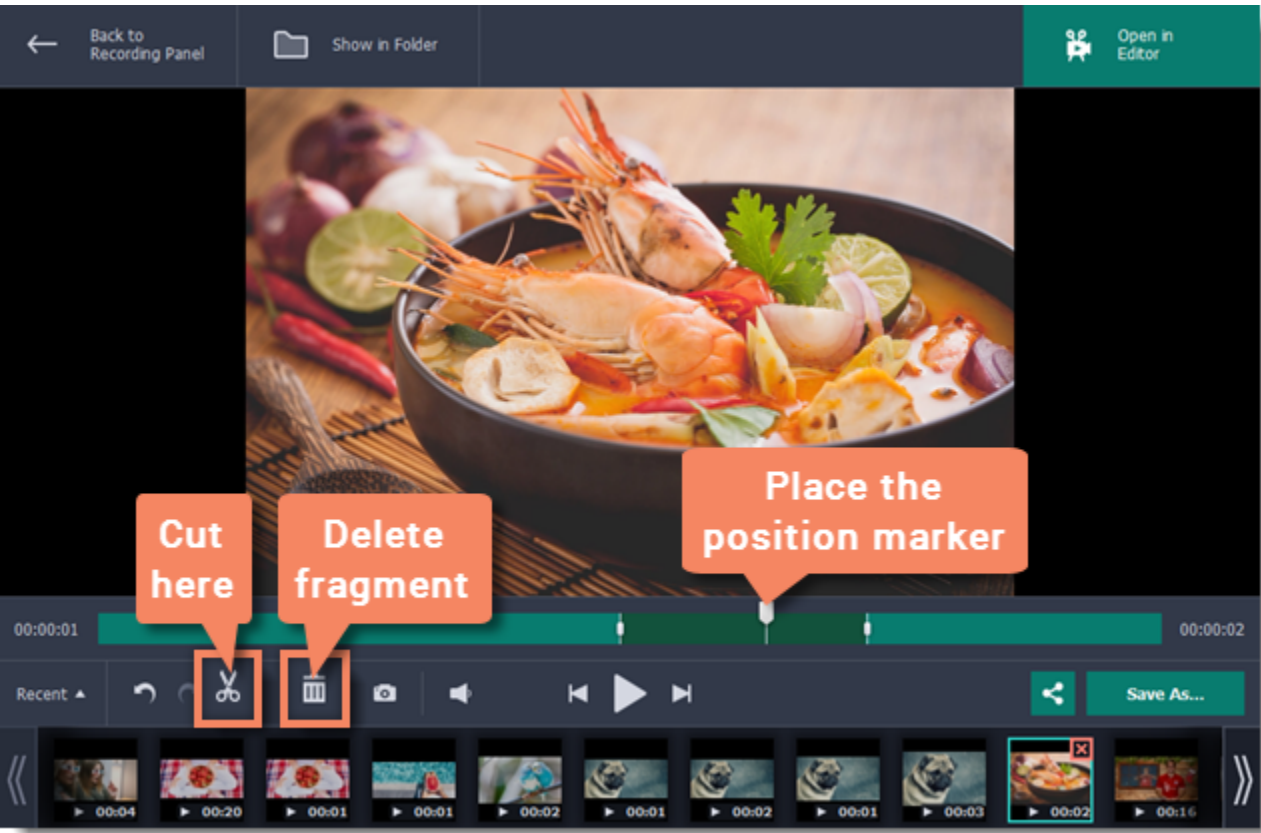 Back to
Recording Panel
Show in Folder
Open in
Editor
Place the
position marker
Cut
here
Delete
fragment
00:00:01
00:00:02
Recent
Save As...
00:04
00:20
00:01
00:01
00:02
00:01
00:02
00:01
00:03
00:02
00:16